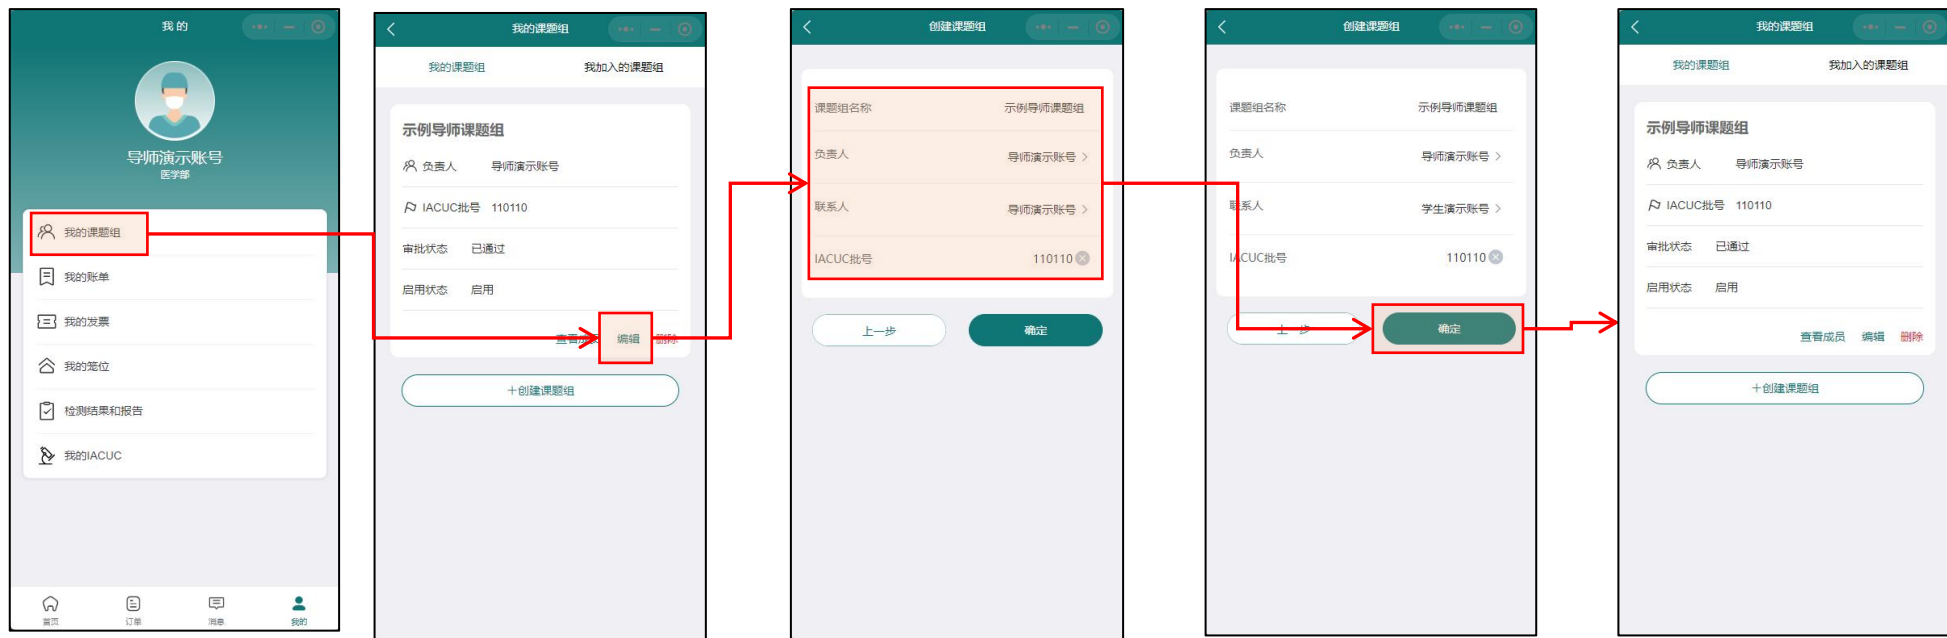 我的
导师演示账号
医学部
我的课题组
我的账单
我的发票
我的笼位
检测结果和报告
我的IACUC
首页
订单
消息
我的
我的课题组
我的课题组
我加入的课题组
示例导师课题组
负责人 导师演示账号
IACUC批号 110110
审批状态 已通过
启用状态 启用
查看成员 编辑 删除
+创建课题组
创建课题组
课题组名称 示例导师课题组
负责人 导师演示账号
联系人 导师演示账号
IACUC批号 110110
上一步 确定
创建课题组
课题组名称 示例导师课题组
负责人 导师演示账号
联系人 学生演示账号
IACUC批号 110110
上一步 确定
我的课题组
我的课题组
我加入的课题组
示例导师课题组
负责人 导师演示账号
IACUC批号 110110
审批状态 已通过
启用状态 启用
查看成员 编辑 删除
+创建课题组